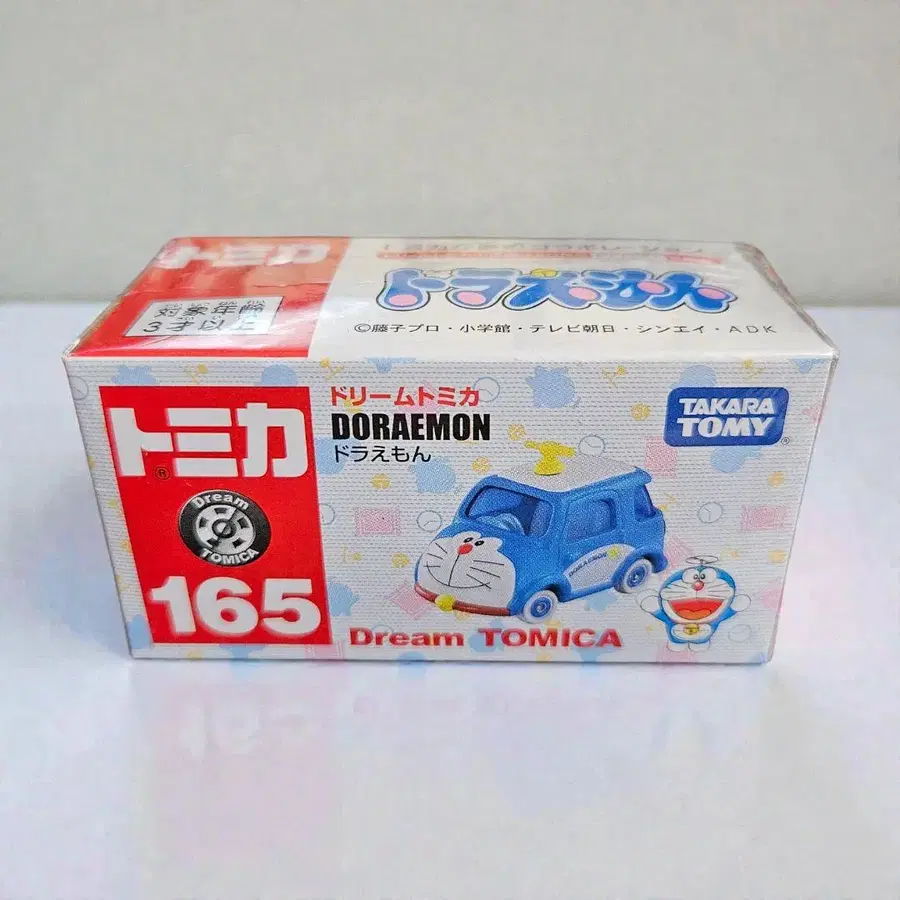 トミカ
対象年齢
3才以上
ドラえもん
©藤子プロ・小学館・テレビ朝日・シンエイ・ADK
トミカ®
Dream
TOMICA
165
ドリームトミカ
DORAEMON
ドラえもん
TAKARA
TOMY®
DORAEMON
Dream TOMICA